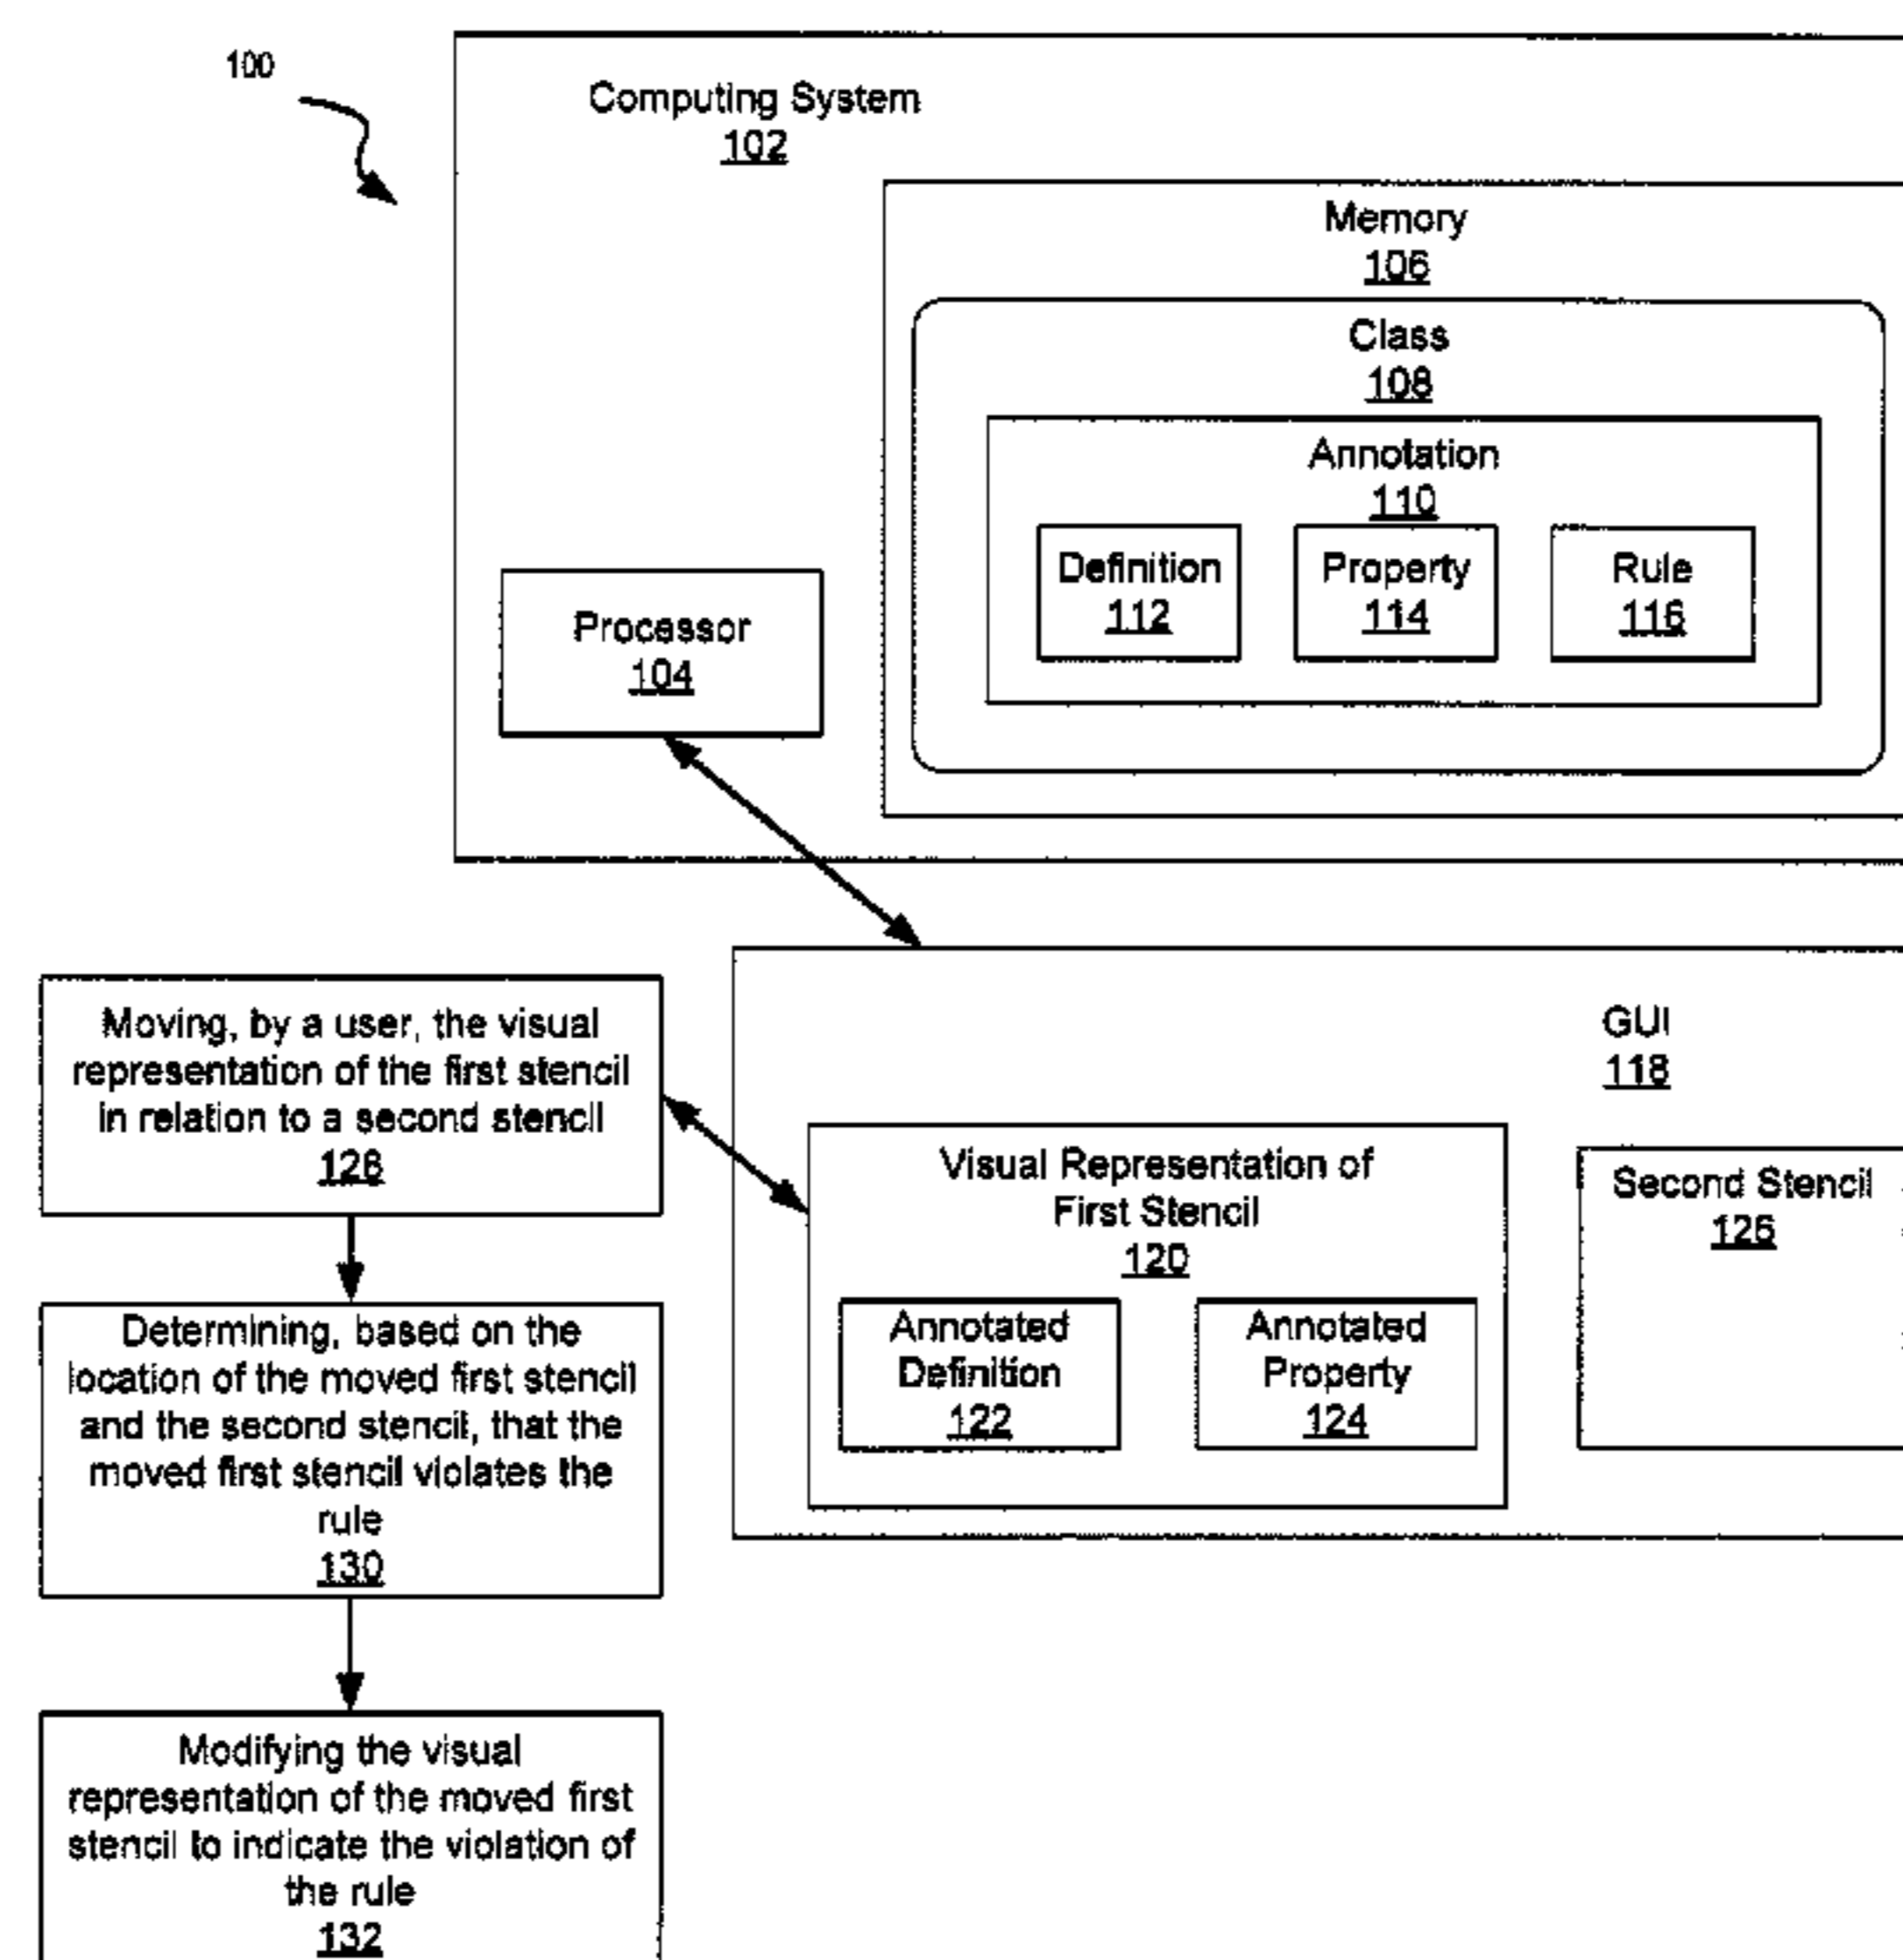 100
Computing System
102
Memory
106
Class
108
Annotation
110
Definition
112
Property
114
Rule
116
Processor
104
GUI
118
Moving, by a user, the visual
representation of the first stencil
in relation to a second stencil
128
Visual Representation of
First Stencil
120
Annotated
Definition
122
Annotated
Property
124
Second Stencil
126
Determining, based on the
location of the moved first stencil
and the second stencil, that the
moved first stencil violates the
rule
130
Modifying the visual
representation of the moved first
stencil to indicate the violation of
the rule
132